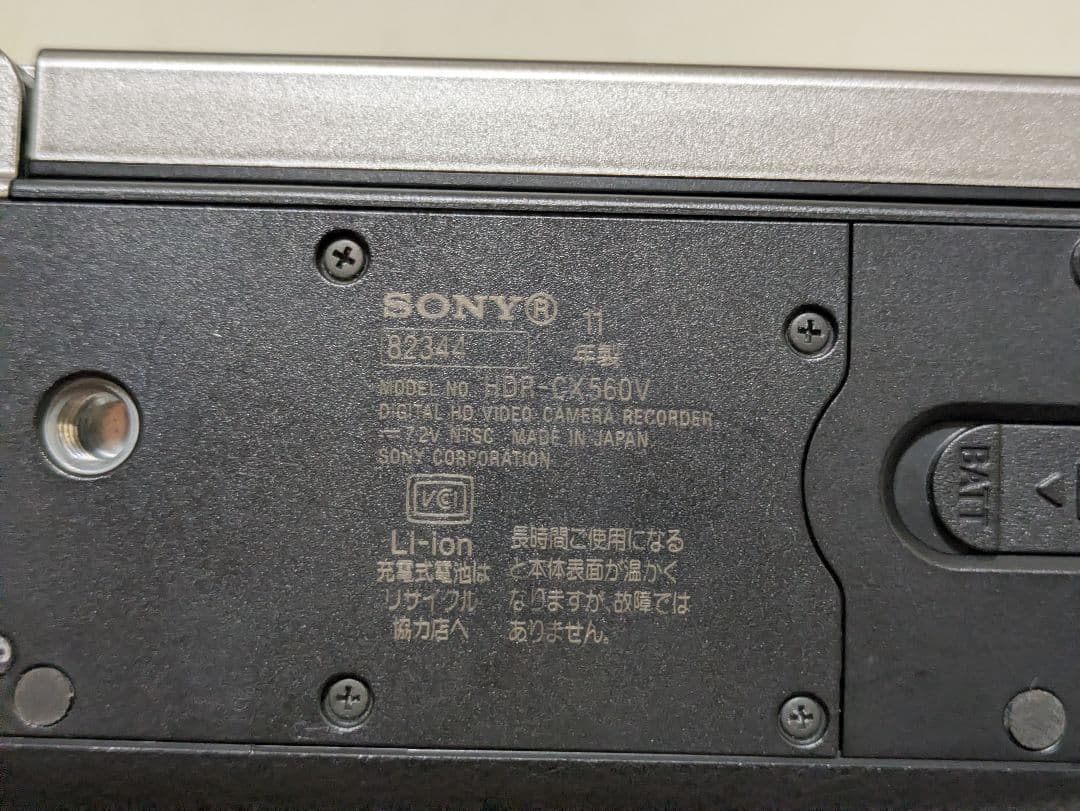 SONY®
11
年製
82344
MODEL NO. HDR-CX560V
DIGITAL HD VIDEO CAMERA RECORDER
⎓7.2V NTSC MADE IN JAPAN
SONY CORPORATION
VCI
Li-ion
充電式電池は
リサイクル
協力店へ
長時間ご使用になる
と本体表面が温かく
なりますが、故障では
ありません。
BATT